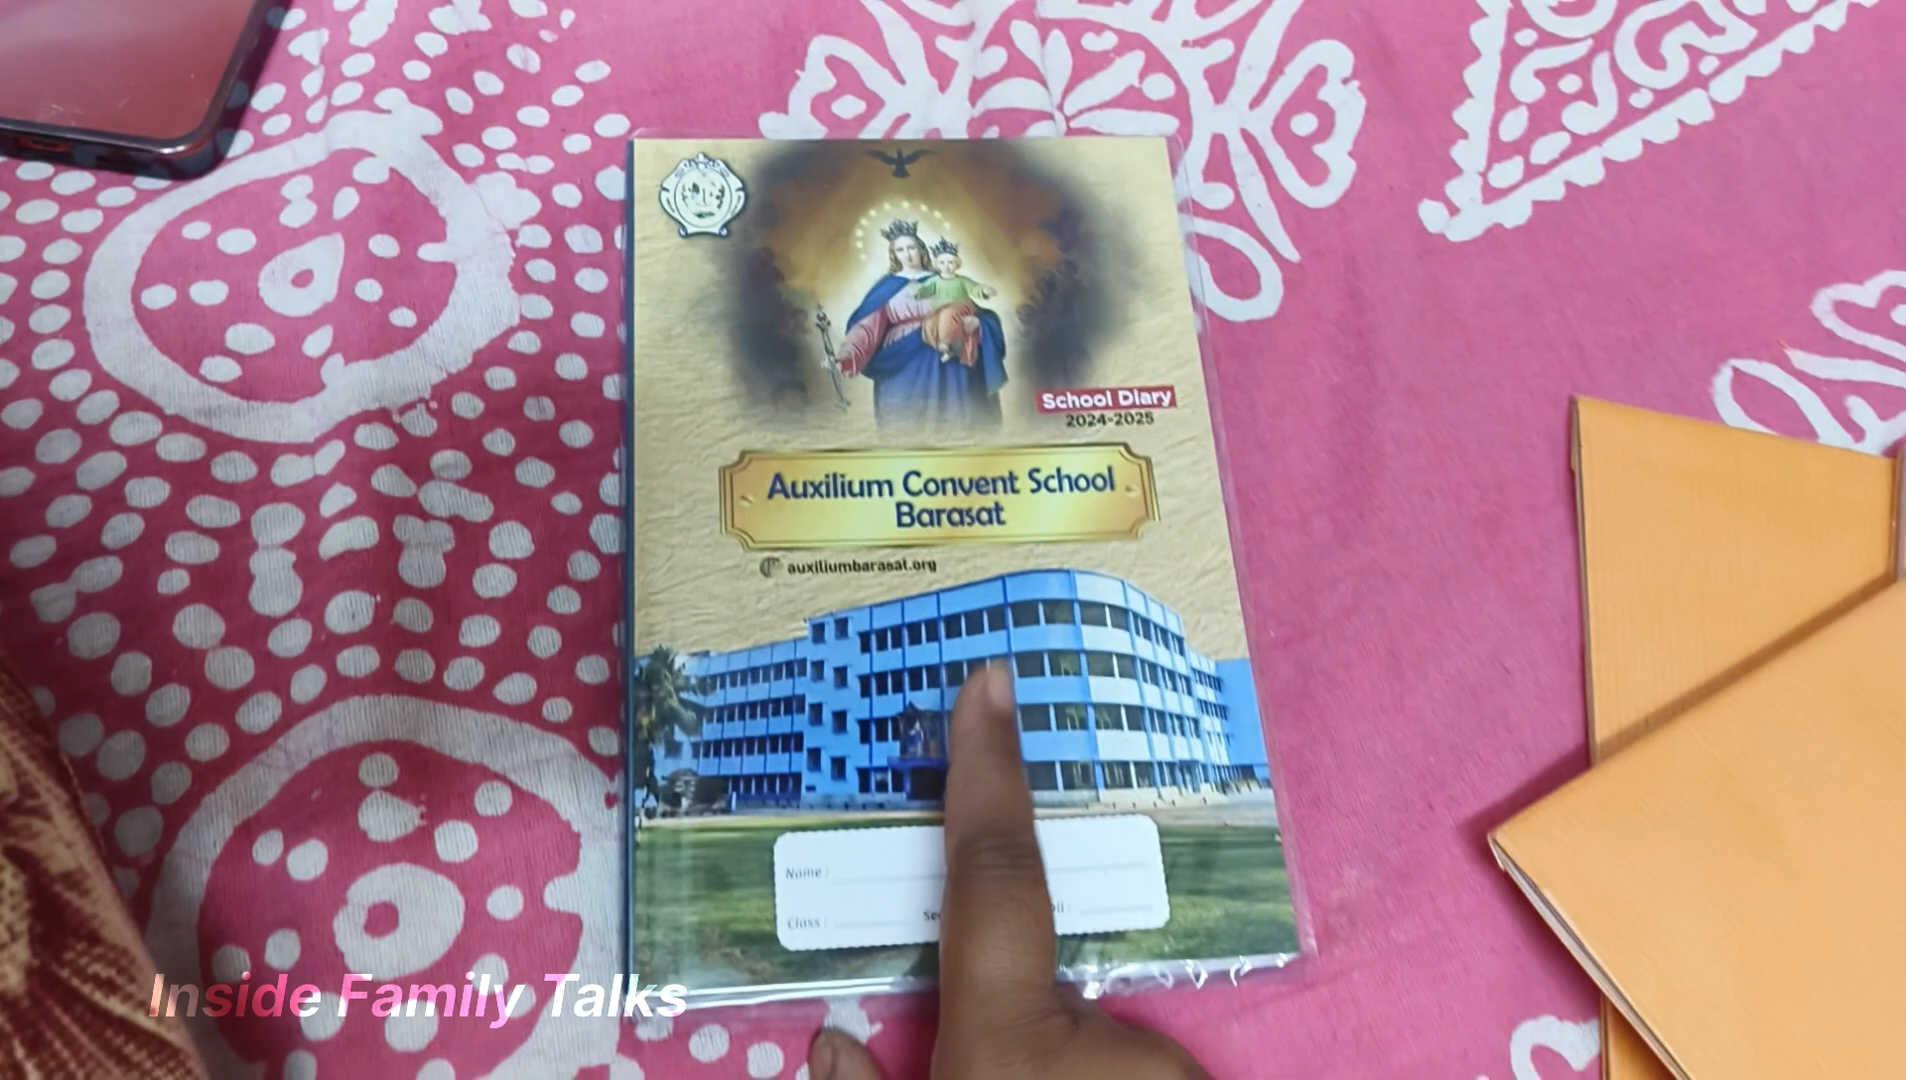 School Diary
2024-2025
Auxilium Convent School
Barasat
auxiliumbarasat.org
Name :
Class :
Inside Family Talks